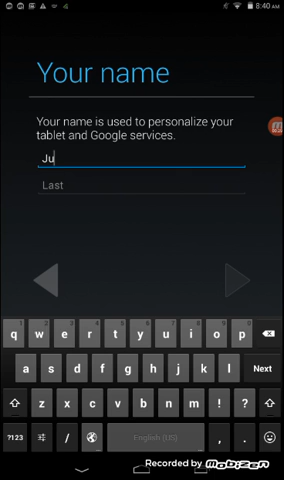 8:40 AM
Your name
Your name is used to personalize your
tablet and Google services.
Ju
Last
q w e r t y u i o p
a s d f g h j k l Next
z x c v b n m ! ?
?123 / English (US) , .
Recorded by mobizen